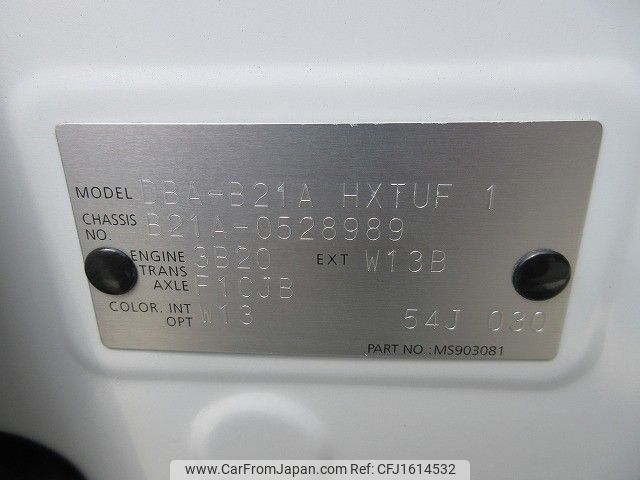 MODEL DBA-B21A HXTUF 1
CHASSIS NO. B21A-0528989
ENGINE 3B20 EXT W13B
TRANS AXLE F1CJB
COLOR. INT W13
OPT 54J 030
PART NO.:MS903081
www.CarFromJapan.com CFJ1614532